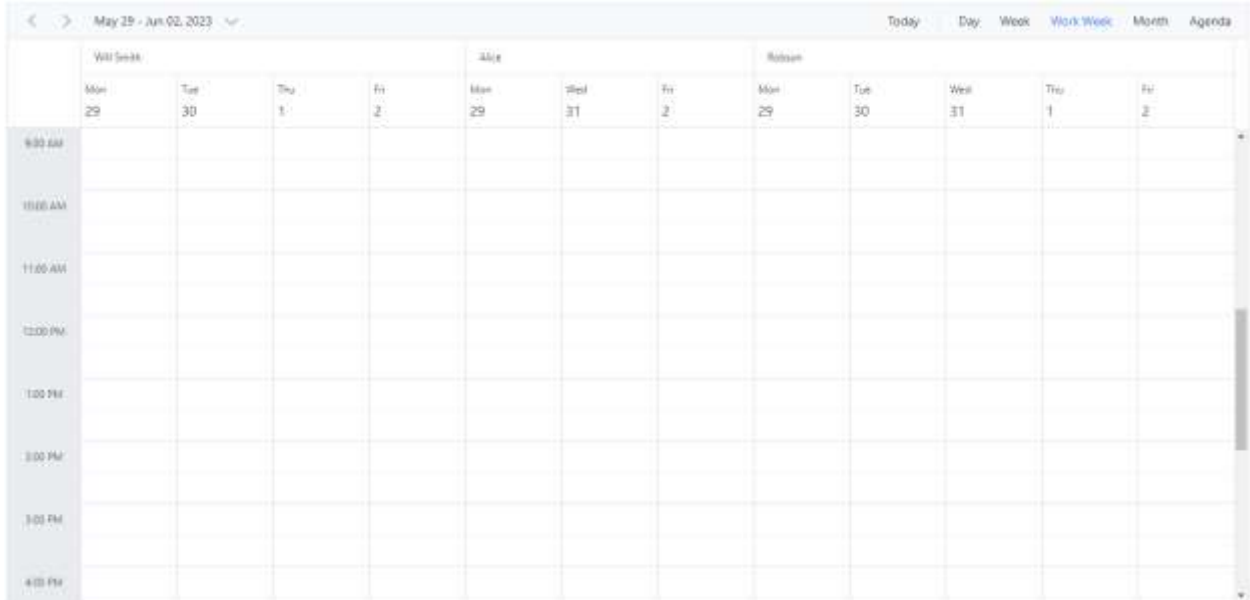 May 29 - Jun 02, 2023 Today Day Week Work Week Month Agenda
Will Smith Alice Robson
Mon Tue Thu Fri Mon Wed Fri Mon Tue Wed Thu Fri
29 30 1 2 29 31 2 29 30 31 1 2
9:00 AM
10:00 AM
11:00 AM
12:00 PM
1:00 PM
2:00 PM
3:00 PM
4:00 PM